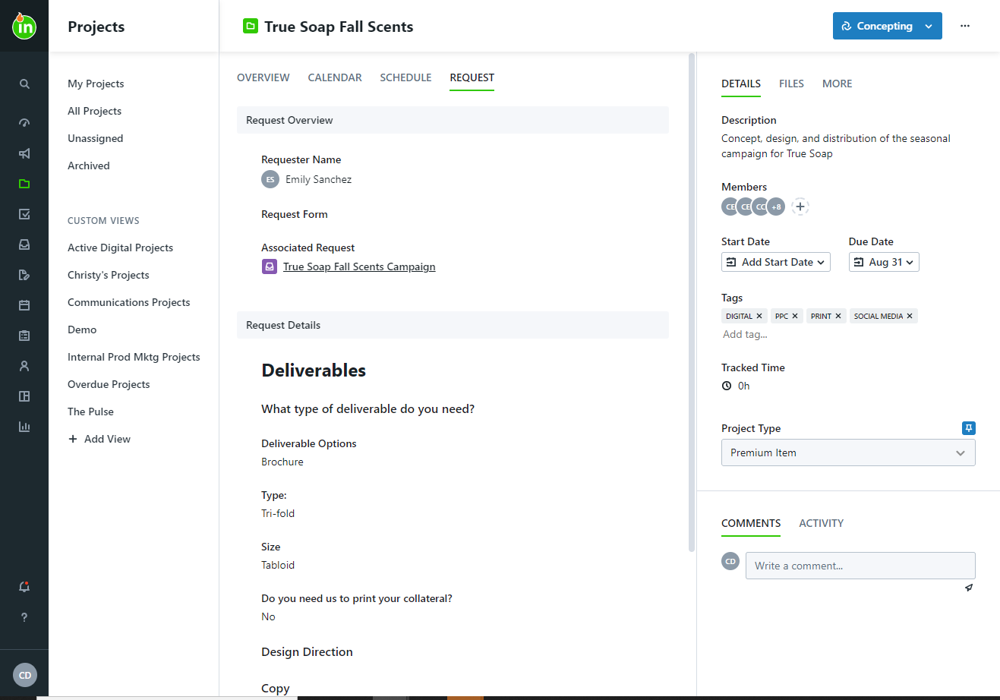 in
Projects
True Soap Fall Scents
Concepting
My Projects
All Projects
Unassigned
Archived
CUSTOM VIEWS
Active Digital Projects
Christy's Projects
Communications Projects
Demo
Internal Prod Mktg Projects
Overdue Projects
The Pulse
+ Add View
?
CD
OVERVIEW CALENDAR SCHEDULE REQUEST
Request Overview
Requester Name
ES Emily Sanchez
Request Form
Associated Request
True Soap Fall Scents Campaign
Request Details
Deliverables
What type of deliverable do you need?
Deliverable Options
Brochure
Type:
Tri-fold
Size
Tabloid
Do you need us to print your collateral?
No
Design Direction
Copy
DETAILS FILES MORE
Description
Concept, design, and distribution of the seasonal
campaign for True Soap
Members
CE CE CC +8
Start Date Due Date
Add Start Date Aug 31
Tags
DIGITAL × PPC × PRINT × SOCIAL MEDIA ×
Add tag...
Tracked Time
0h
Project Type
Premium Item
COMMENTS ACTIVITY
CD Write a comment...